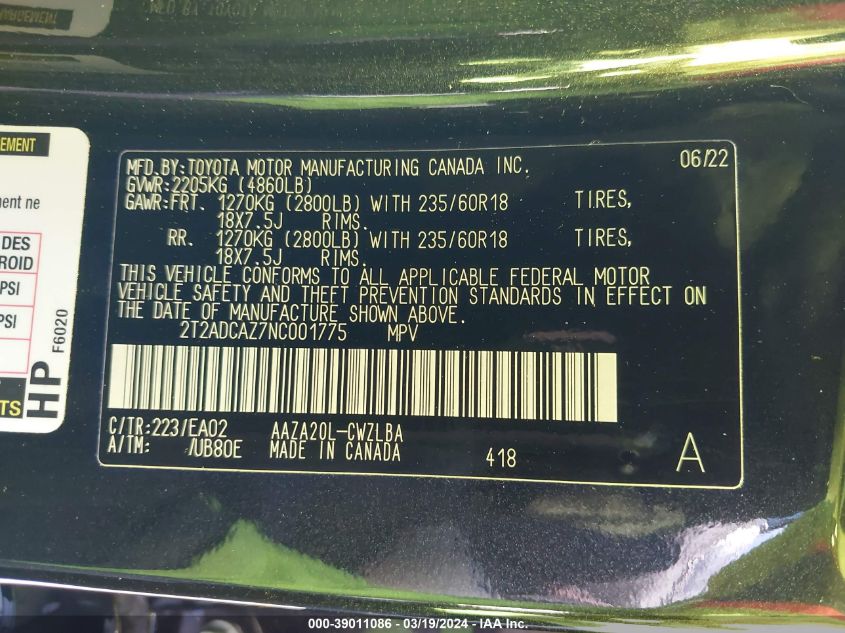 EMENT
ment ne
DES
ROID
PSI
PSI
TS
HP F6020
MFD.BY:TOYOTA MOTOR MANUFACTURING CANADA INC. 06/22
GVWR:2205KG (4860LB)
GAWR:FRT. 1270KG (2800LB) WITH 235/60R18 TIRES,
18X7.5J RIMS.
RR. 1270KG (2800LB) WITH 235/60R18 TIRES,
18X7.5J RIMS.
THIS VEHICLE CONFORMS TO ALL APPLICABLE FEDERAL MOTOR
VEHICLE SAFETY AND THEFT PREVENTION STANDARDS IN EFFECT ON
THE DATE OF MANUFACTURE SHOWN ABOVE.
2T2ADCAZ7NC001775 MPV
C/TR:223/EA02 AAZA20L-CWZLBA
A/TM: /UB80E MADE IN CANADA 418 A
000-39011086 - 03/19/2024 - IAAI Inc.